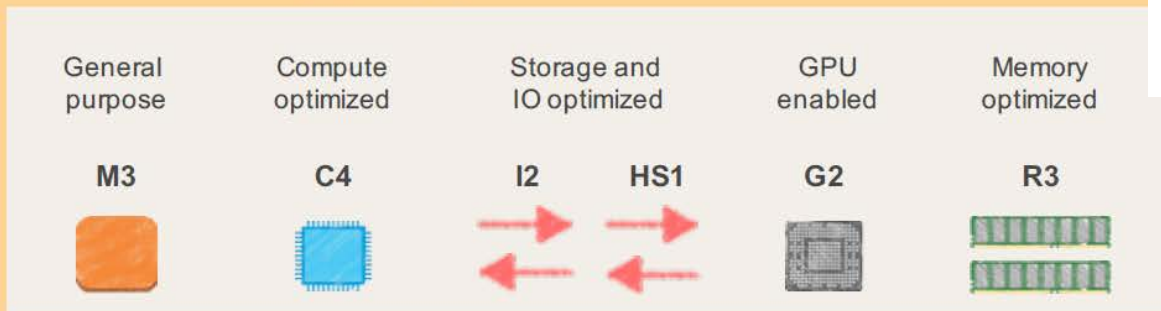 General
purpose
Compute
optimized
Storage and
IO optimized
GPU
enabled
Memory
optimized
M3
C4
I2
HS1
G2
R3